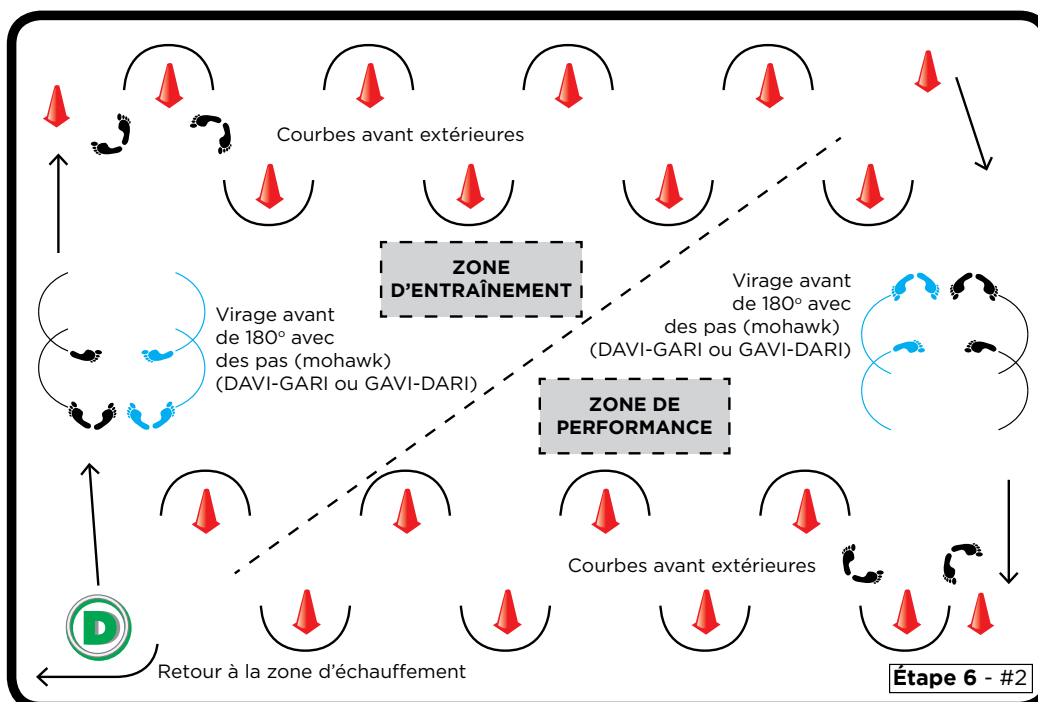 Courbes avant extérieures
ZONE
D'ENTRAÎNEMENT
Virage avant
de 180° avec
des pas (mohawk)
(DAVI-GARI ou GAVI-DARI)
Virage avant
de 180° avec
des pas (mohawk)
(DAVI-GARI ou GAVI-DARI)
ZONE DE
PERFORMANCE
Courbes avant extérieures
D
Retour à la zone d'échauffement
Étape 6 - #2